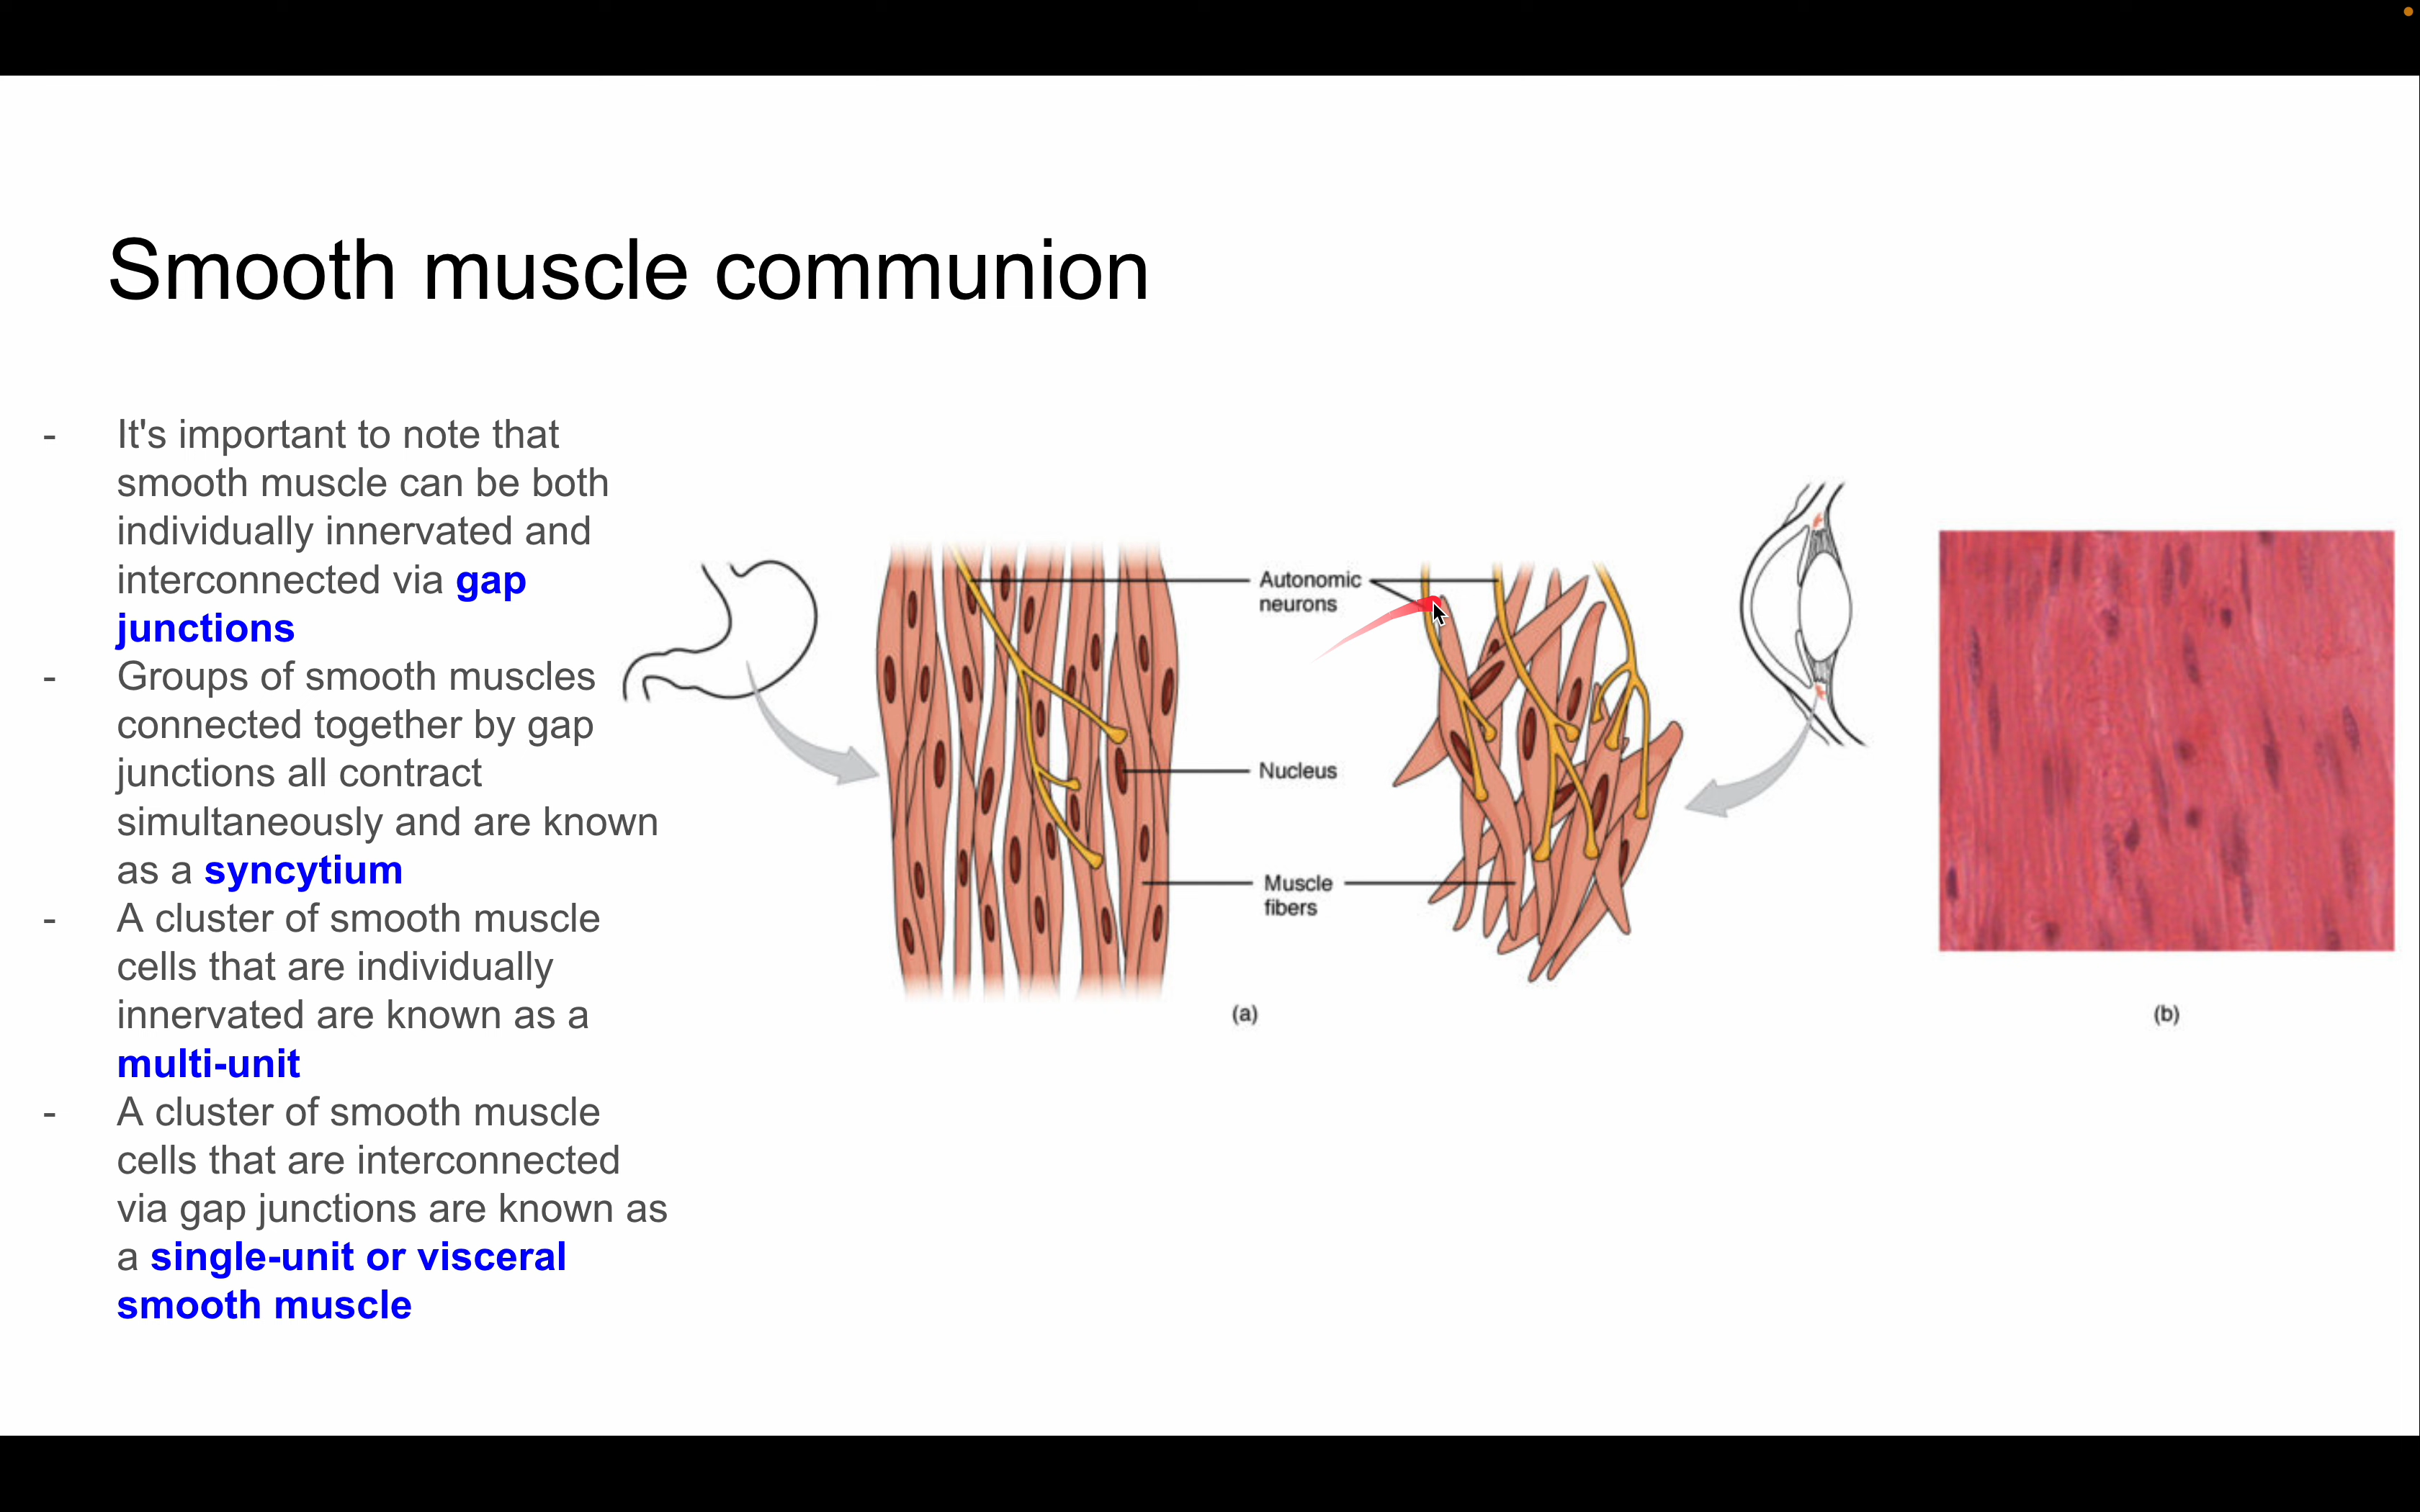 Smooth muscle communion
- It's important to note that
smooth muscle can be both
individually innervated and
interconnected via gap
junctions
- Groups of smooth muscles
connected together by gap
junctions all contract
simultaneously and are known
as a syncytium
- A cluster of smooth muscle
cells that are individually
innervated are known as a
multi-unit
- A cluster of smooth muscle
cells that are interconnected
via gap junctions are known as
a single-unit or visceral
smooth muscle
Autonomic
neurons
Nucleus
Muscle
fibers
(a)
(b)